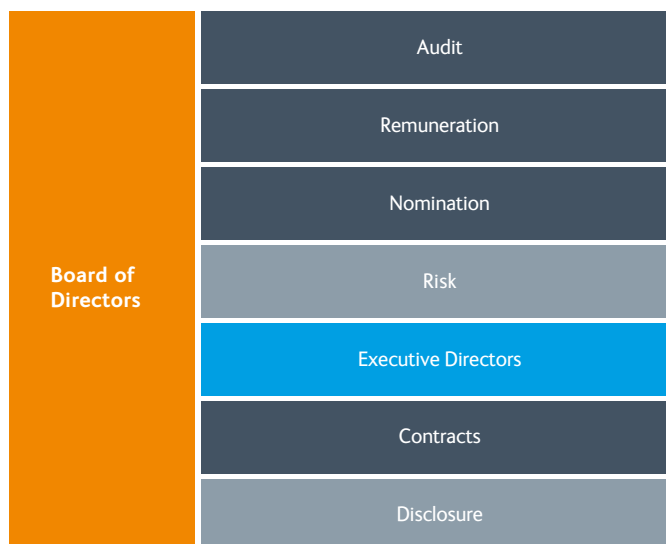 Board of
Directors
Audit
Remuneration
Nomination
Risk
Executive Directors
Contracts
Disclosure